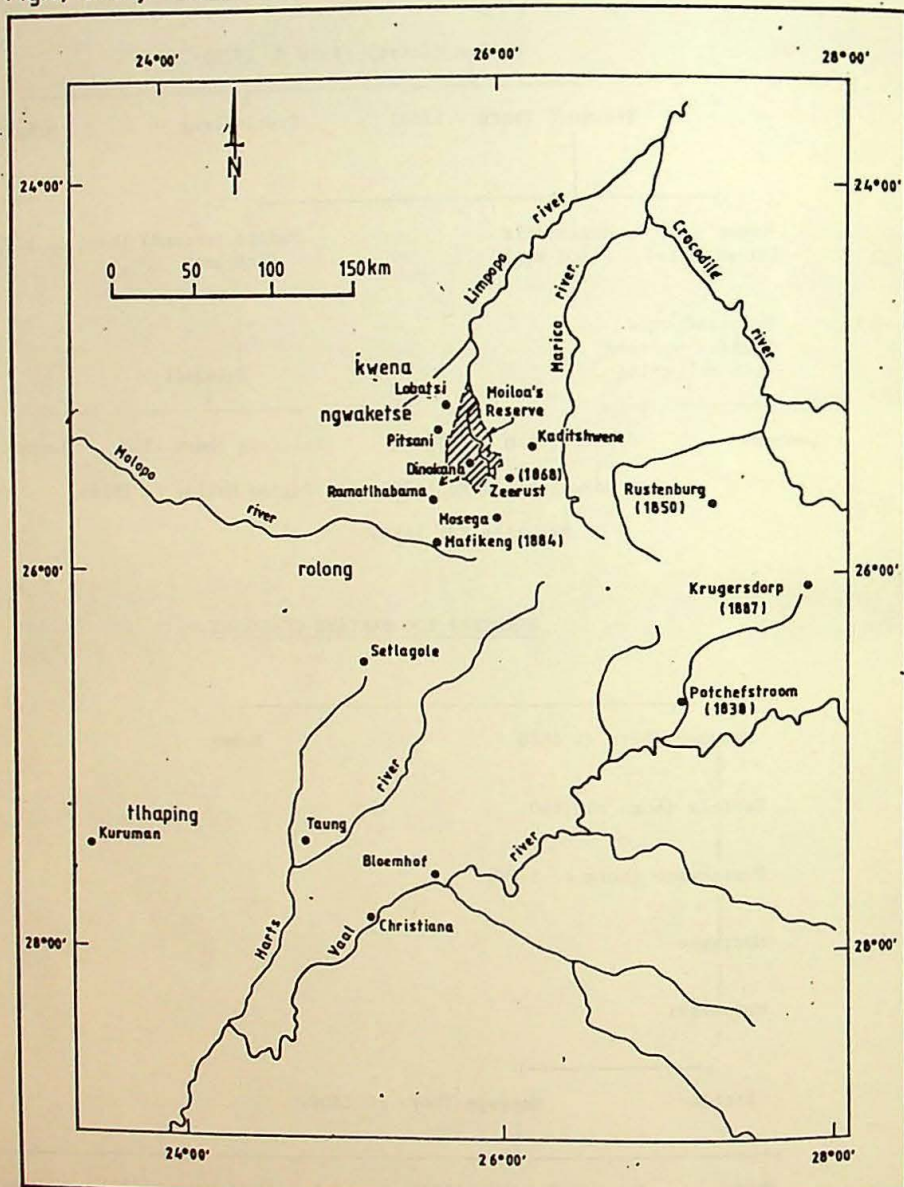 24°00'
26°00'
28°00'
N
24°00'
24°00'
0 50 100 150km
Limpopo river
Marico river
Crocodile river
kwena
Lobatsi
Moiloa's
Reserve
ngwaketse
Pitsani
Kaditshwene
Dinokana
(1868)
Zeerust
Ramatlhabama
Rustenburg
(1850)
Molopo river
Mosega
Mafikeng (1884)
26°00'
26°00'
rolong
Krugersdorp
(1887)
Setlagole
Potchefstroom
(1838)
river
tlhaping
Kuruman
Taung
Bloemhof
river
28°00'
28°00'
Harts
Vaal
Christiana
24°00'
26°00'
28°00'